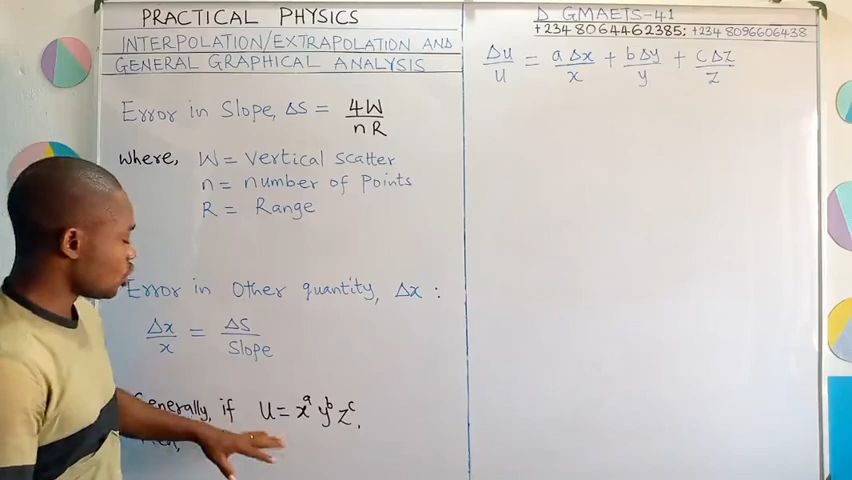 PRACTICAL PHYSICS
INTERPOLATION/EXTRAPOLATION AND
GENERAL GRAPHICAL ANALYSIS
Error in Slope, ΔS = 4W / nR
Where, W = Vertical scatter
n = number of points
R = Range
Error in Other quantity, Δx :
Δx / x = ΔS / Slope
Generally, if U = x^a y^b z^c.
D GMAETS-41
+2348064462385; +234 8096606438
Δu / u = aΔx / x + bΔy / y + cΔz / z